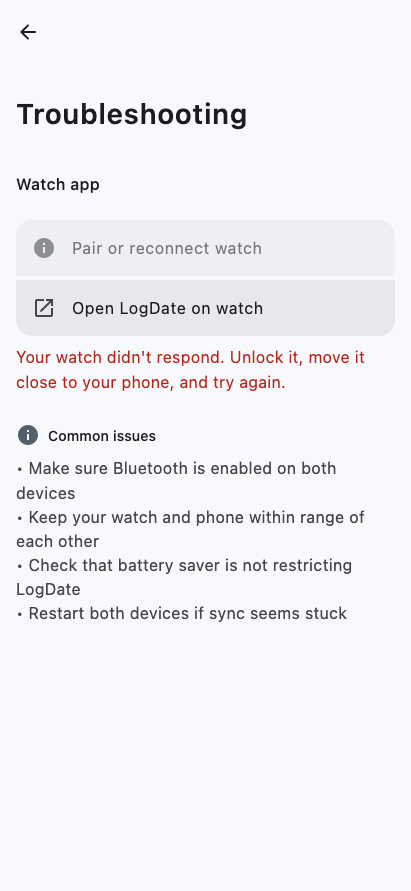 Troubleshooting
Watch app
Pair or reconnect watch
Open LogDate on watch
Your watch didn't respond. Unlock it, move it
close to your phone, and try again.
Common issues
• Make sure Bluetooth is enabled on both
devices
• Keep your watch and phone within range of
each other
• Check that battery saver is not restricting
LogDate
• Restart both devices if sync seems stuck